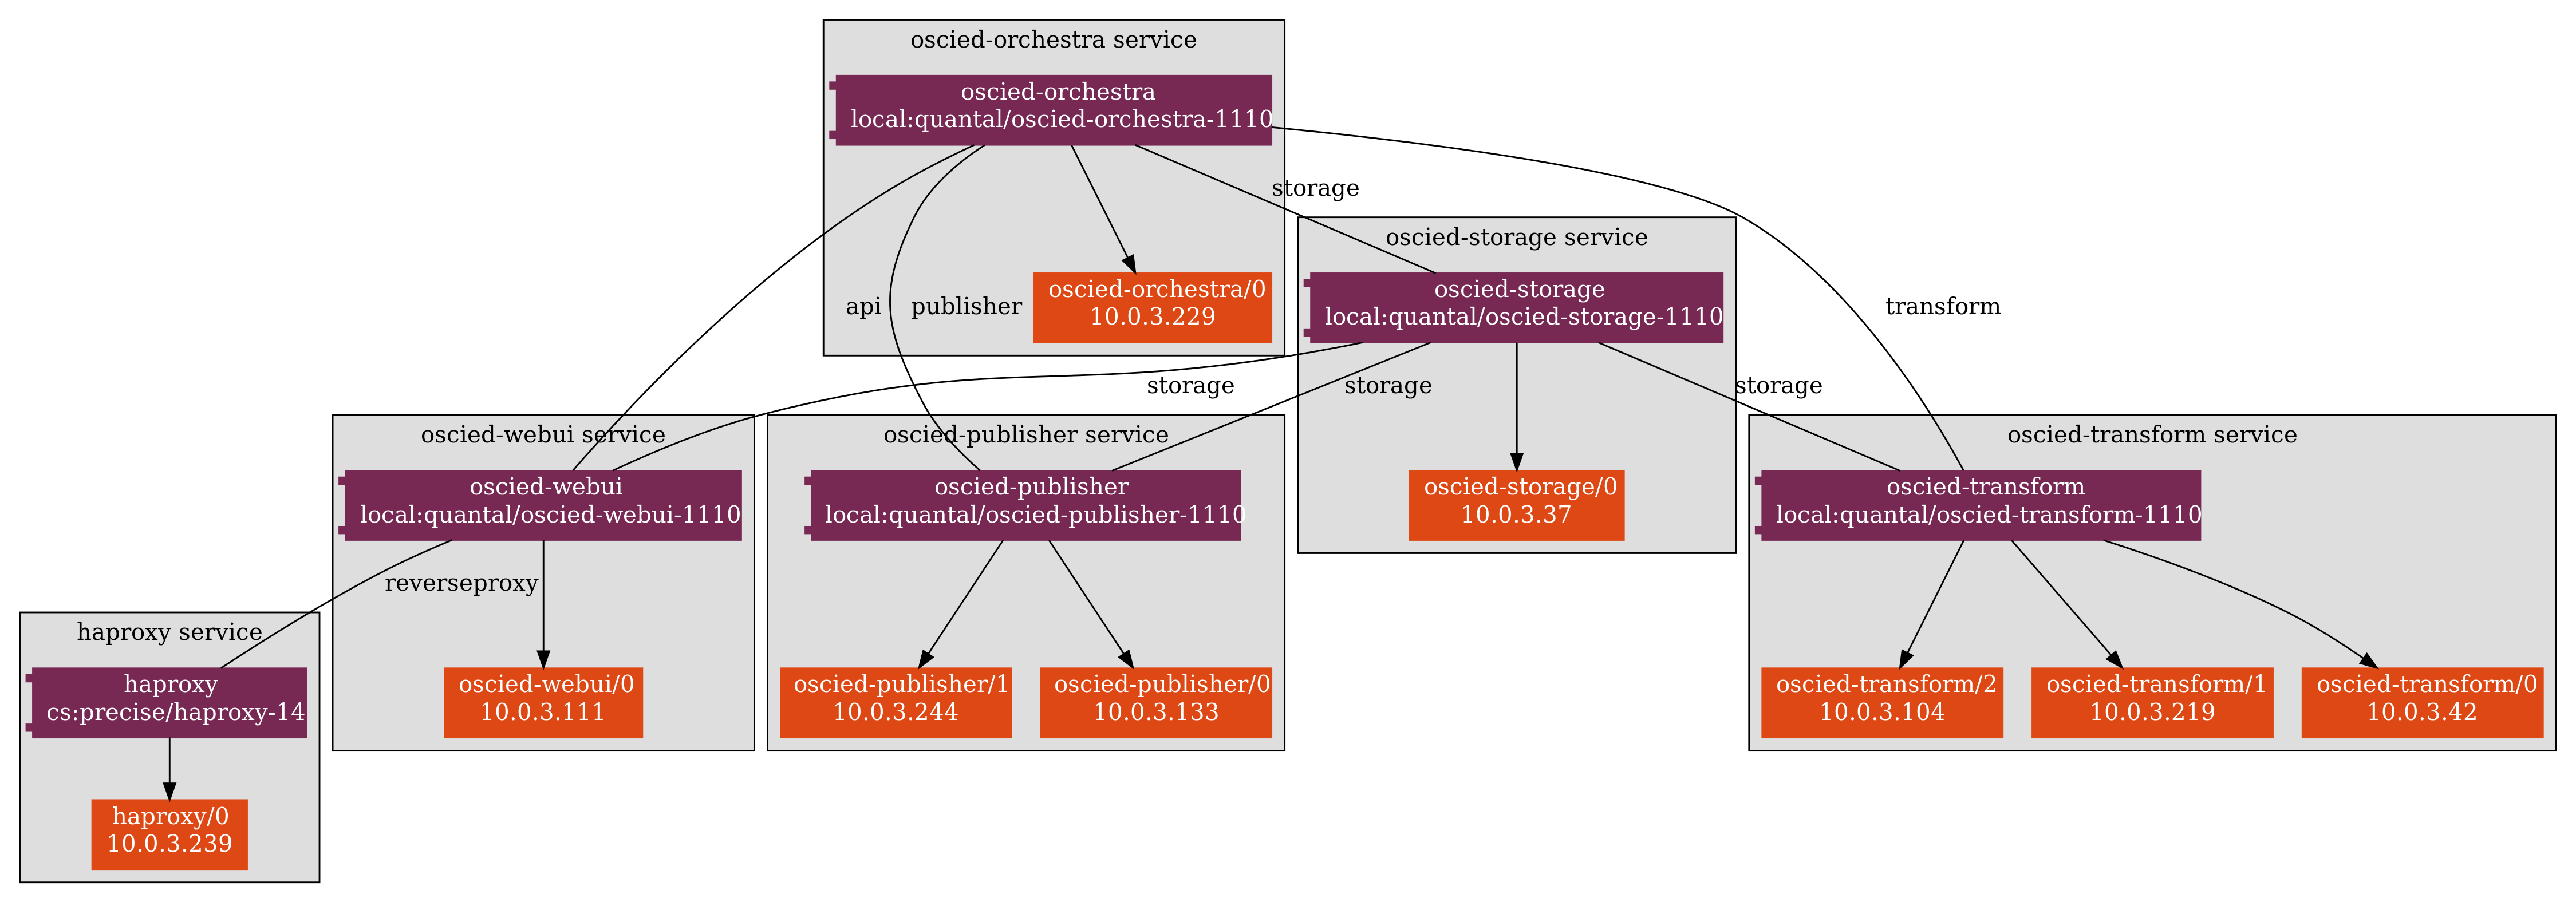 oscied-orchestra service
oscied-orchestra
local:quantal/oscied-orchestra-1110
storage
oscied-storage service
oscied-storage
local:quantal/oscied-storage-1110
oscied-orchestra/0
10.0.3.229
api
publisher
transform
storage
storage
storage
oscied-webui service
oscied-webui
local:quantal/oscied-webui-1110
oscied-publisher service
oscied-publisher
local:quantal/oscied-publisher-1110
oscied-storage/0
10.0.3.37
oscied-transform service
oscied-transform
local:quantal/oscied-transform-1110
reverseproxy
haproxy service
haproxy
cs:precise/haproxy-14
oscied-webui/0
10.0.3.111
oscied-publisher/1
10.0.3.244
oscied-publisher/0
10.0.3.133
oscied-transform/2
10.0.3.104
oscied-transform/1
10.0.3.219
oscied-transform/0
10.0.3.42
haproxy/0
10.0.3.239